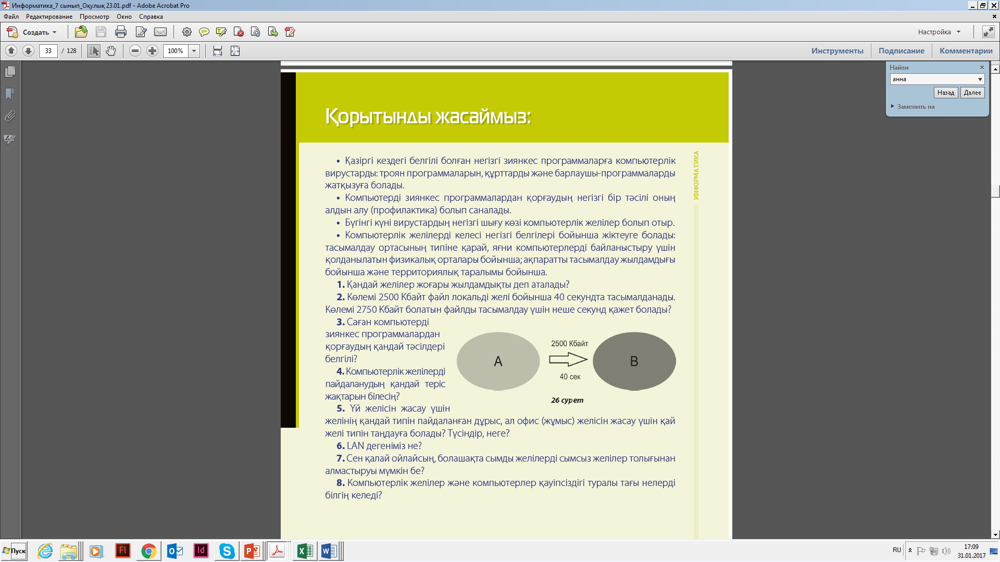 Информатика_7 сынып_Оқулық 23.01.pdf - Adobe Acrobat Pro
Файл Редактирование Просмотр Окно Справка
Создать Настройка
33 / 128 100% Инструменты Подписание Комментарии
Найти
анна
Назад Далее
Заменить на
Қорытынды жасаймыз:
ИНФОРМАТИКА
• Қазіргі кездегі белгілі болған негізгі зиянкес программаларға компьютерлік
вирустарды: троян программаларын, құрттарды және барлаушы-программаларды
жатқызуға болады.
• Компьютерді зиянкес программалардан қорғаудың негізгі бір тәсілі оның
алдын алу (профилактика) болып саналады.
• Бүгінгі күні вирустардың негізгі шығу көзі компьютерлік желілер болып отыр.
• Компьютерлік желілерді келесі негізгі белгілері бойынша жіктеуге болады:
тасымалдау ортасының типіне қарай, яғни компьютерлерді байланыстыру үшін
қолданылатын физикалық орталары бойынша; ақпаратты тасымалдау жылдамдығы
бойынша және территориялық таралымы бойынша.
1. Қандай желілер жоғары жылдамдықты деп аталады?
2. Көлемі 2500 Кбайт файл локальді желі бойынша 40 секундта тасымалданады.
Көлемі 2750 Кбайт болатын файлды тасымалдау үшін неше секунд қажет болады?
3. Саған компьютерді
зиянкес программалардан
қорғаудың қандай тәсілдері
белгілі?
4. Компьютерлік желілерді
пайдаланудың қандай теріс
жақтарын білесің?
A
2500 Кбайт
40 сек
B
26 сурет
5. Үй желісін жасау үшін
желінің қандай типін пайдаланған дұрыс, ал офис (жұмыс) желісін жасау үшін қай
желі типін таңдауға болады? Түсіндір, неге?
6. LAN дегеніміз не?
7. Сен қалай ойлайсың, болашақта сымды желілерді сымсыз желілер толығынан
алмастыруы мүмкін бе?
8. Компьютерлік желілер және компьютерлер қауіпсіздігі туралы тағы нелерді
білгің келеді?
Пуск Fl Id S P X W RU 17:09
31.01.2017